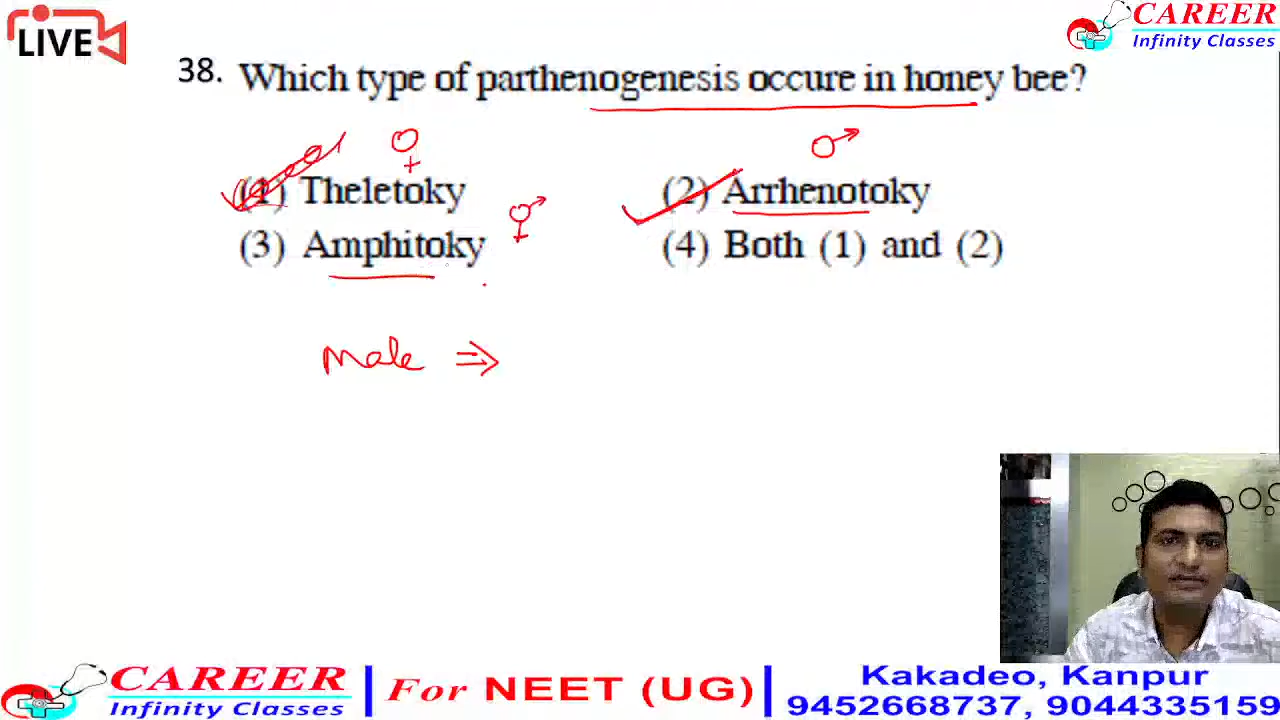 LIVE
CAREER
Infinity Classes
38. Which type of parthenogenesis occure in honey bee?
(1) Theletoky
(2) Arrhenotoky
(3) Amphitoky
(4) Both (1) and (2)
Male ⇒
CAREER
Infinity Classes
For NEET (UG)
Kakadeo, Kanpur
9452668737, 9044335159